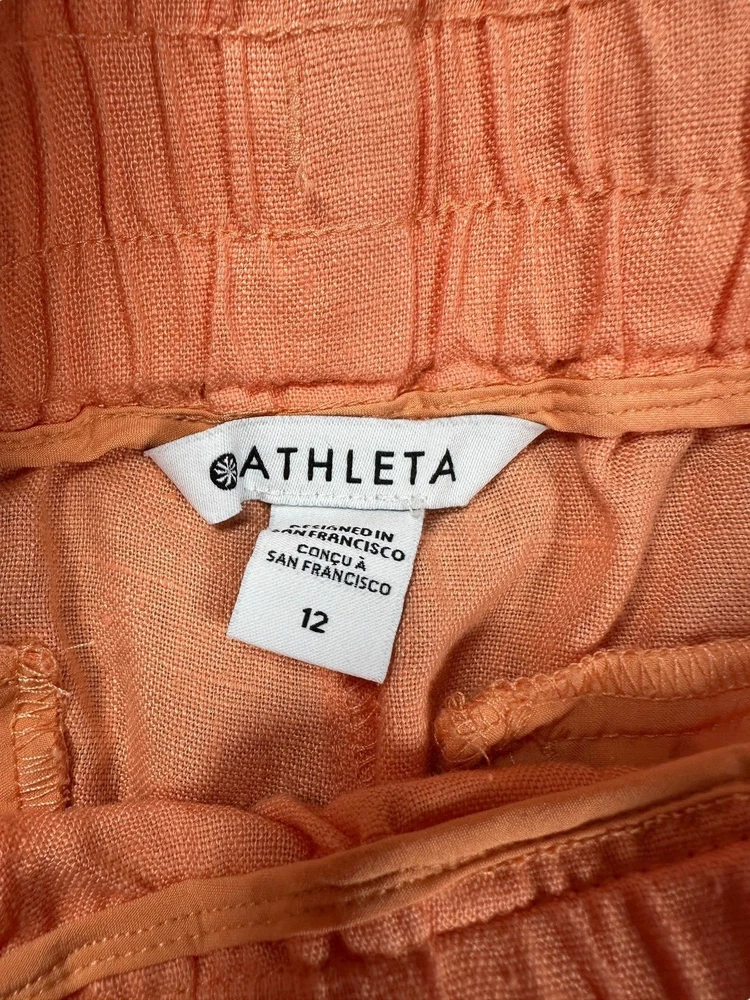 ATHLETA
DESIGNED IN
SAN FRANCISCO
CONÇU À
SAN FRANCISCO
12